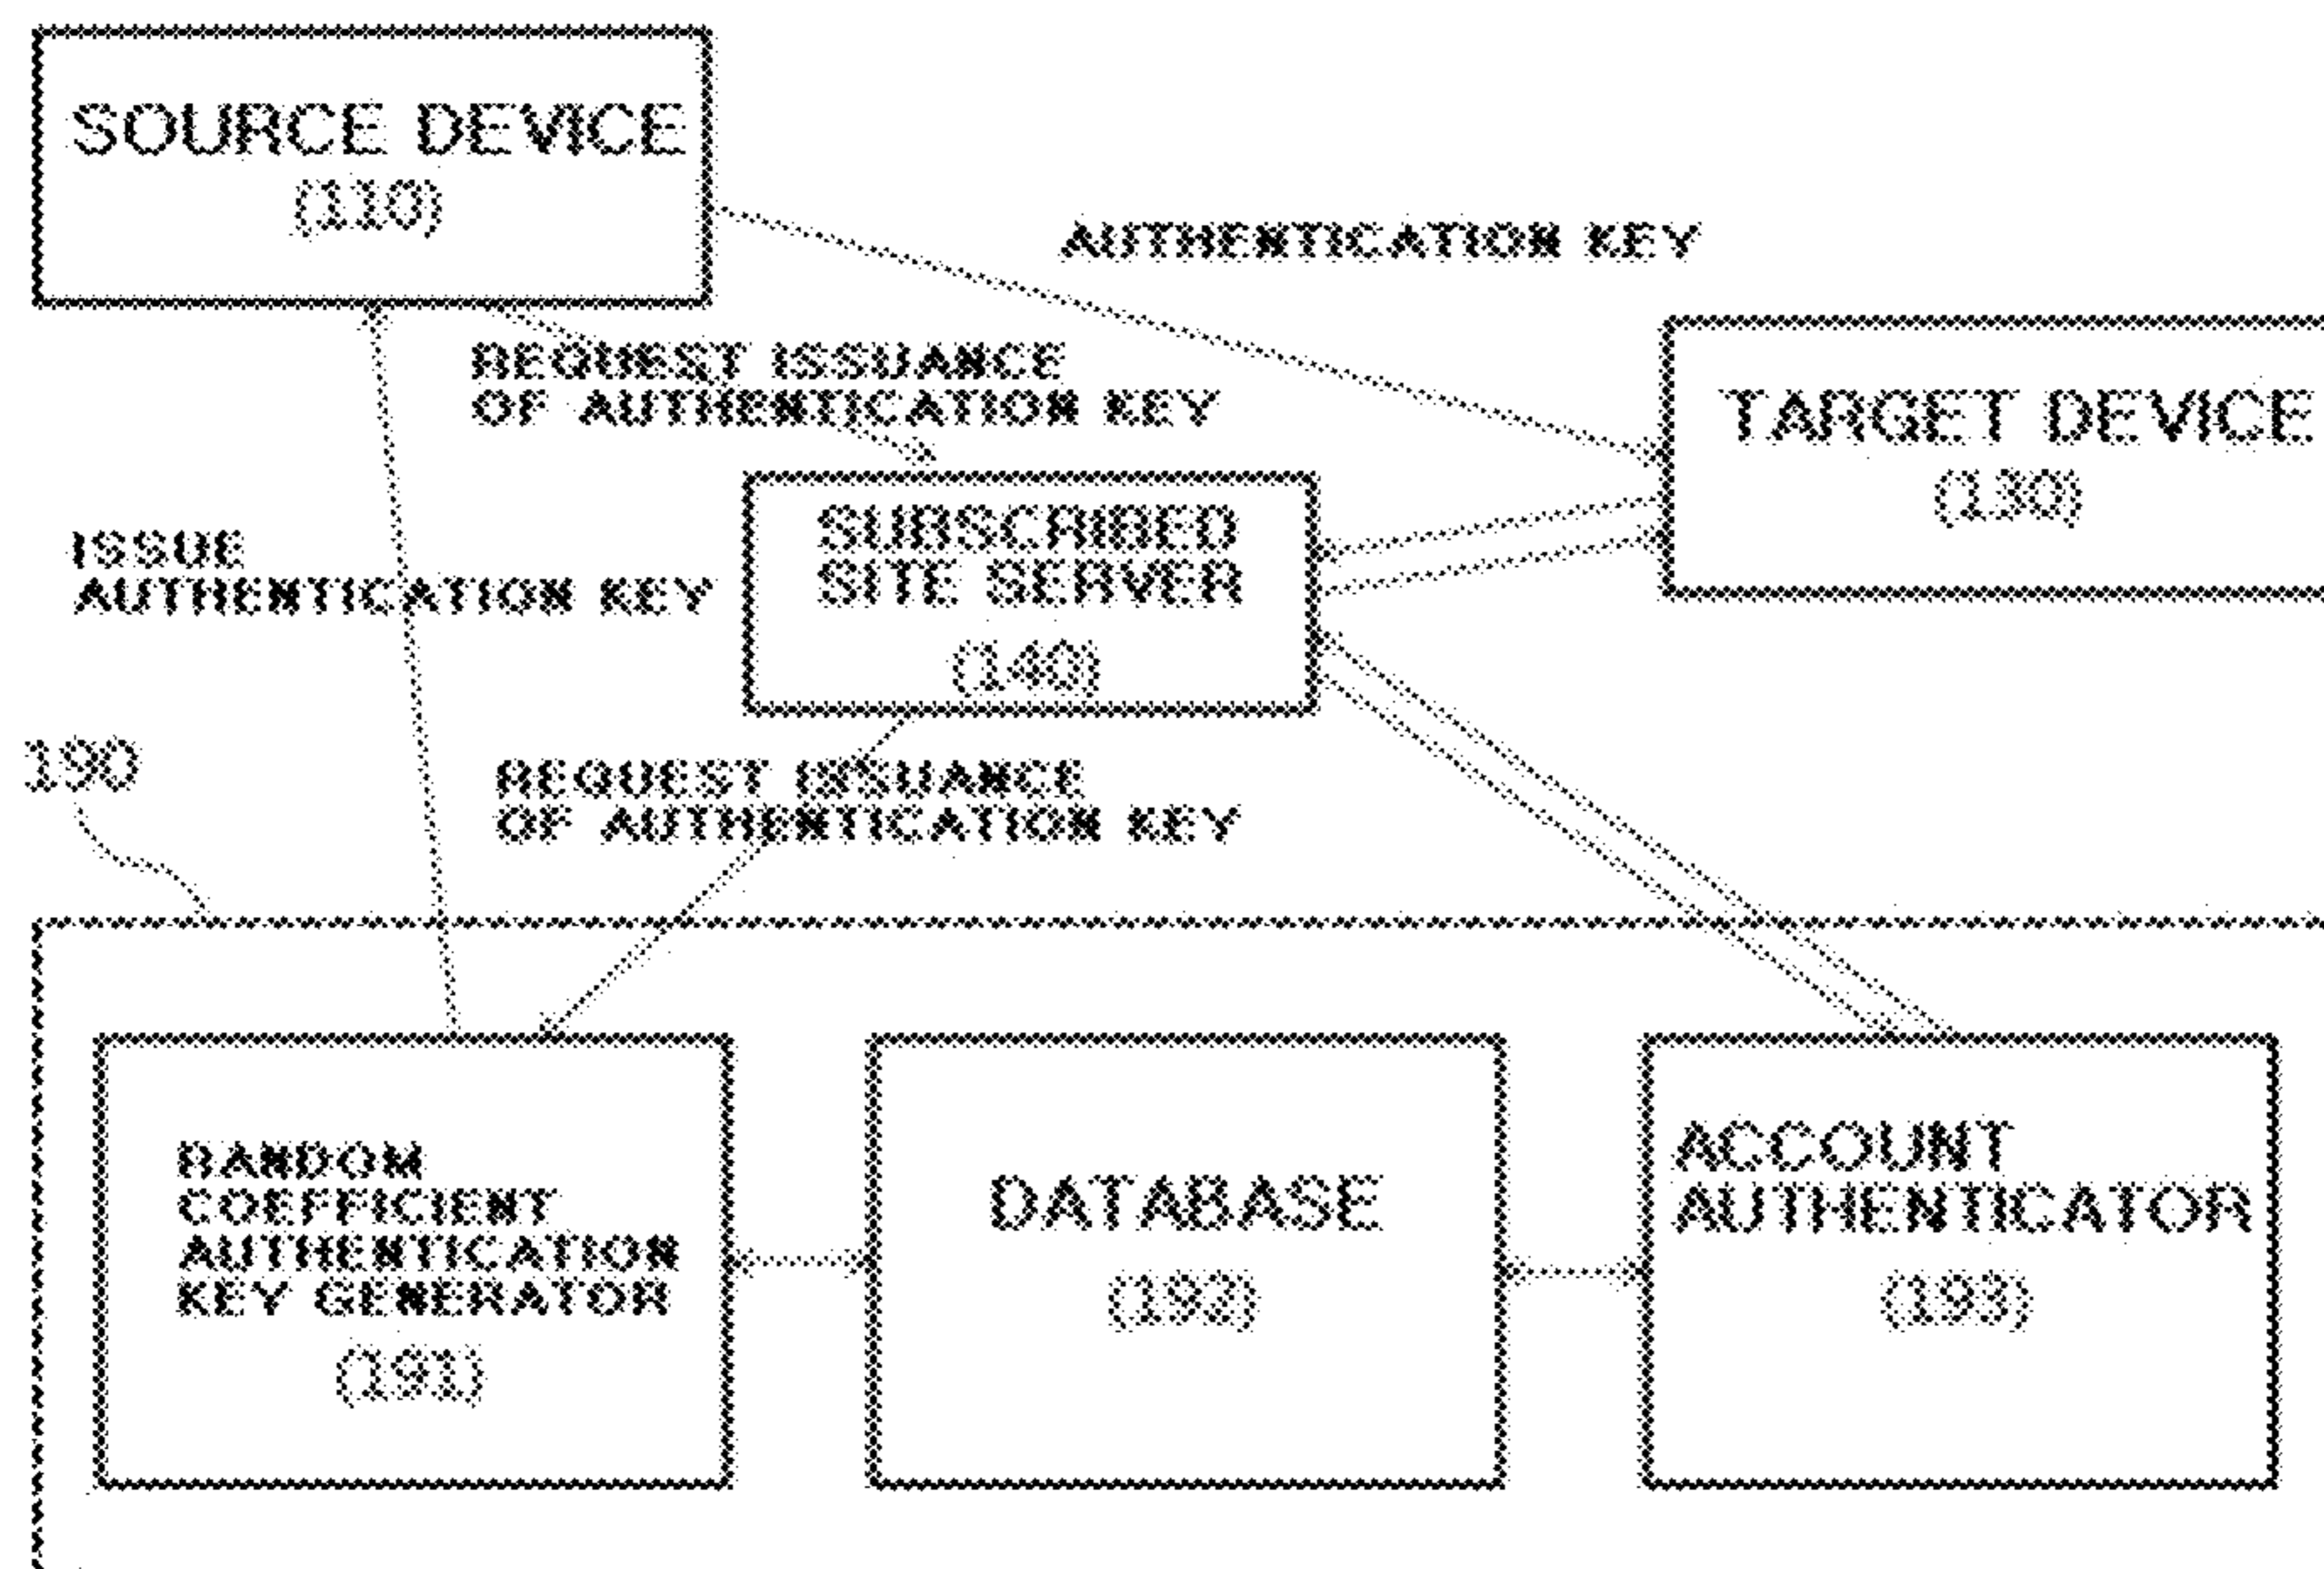 SOURCE DEVICE
(110)
AUTHENTICATION KEY
REQUEST ISSUANCE
OF AUTHENTICATION KEY
TARGET DEVICE
(130)
SUBSCRIBED
SITE SERVER
(140)
ISSUE
AUTHENTICATION KEY
190
REQUEST ISSUANCE
OF AUTHENTICATION KEY
RANDOM
COEFFICIENT
AUTHENTICATION
KEY GENERATOR
(191)
DATABASE
(192)
ACCOUNT
AUTHENTICATOR
(193)